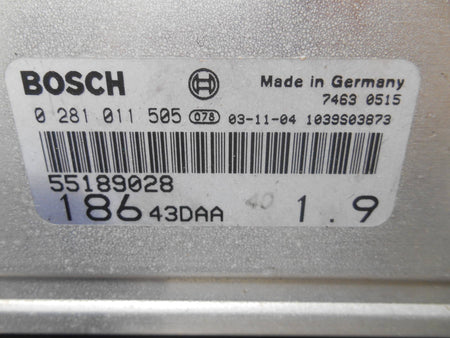 BOSCH Made in Germany
7463 0515
0 281 011 505 078 03-11-04 1039S03873
55189028
186 43DAA 40 1.9